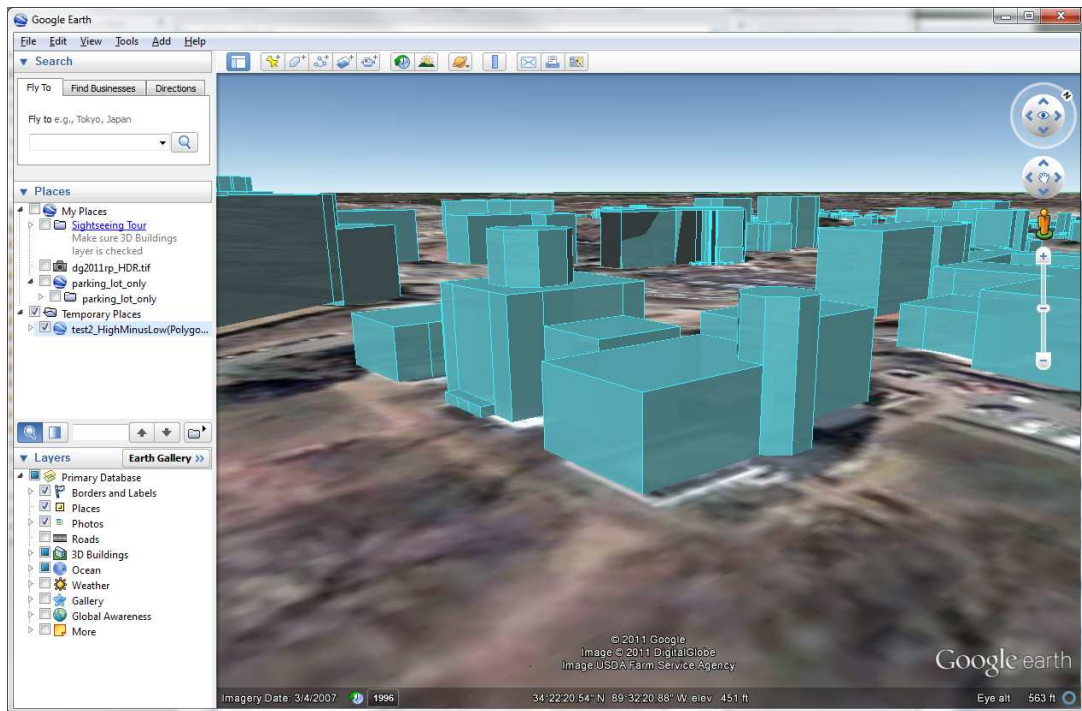 Google Earth
File Edit View Tools Add Help
Search
Fly To Find Businesses Directions
Fly to e.g., Tokyo, Japan
Places
My Places
Sightseeing Tour
Make sure 3D Buildings
layer is checked
dg2011rp_HDR.tif
parking_lot_only
parking_lot_only
Temporary Places
test2_HighMinusLow(Polygo...
Layers Earth Gallery >>
Primary Database
Borders and Labels
Places
Photos
Roads
3D Buildings
Ocean
Weather
Gallery
Global Awareness
More
N
© 2011 Google
Image © 2011 DigitalGlobe
Image USDA Farm Service Agency
Google earth
Imagery Date: 3/4/2007 1996 34°22'20.54" N 89°32'20.88" W elev 451 ft Eye alt 563 ft